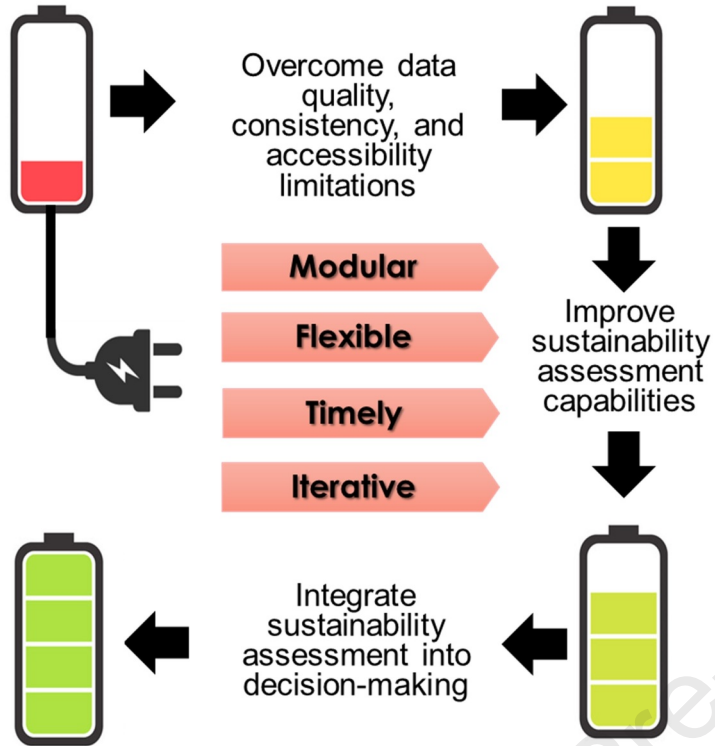 Overcome data
quality,
consistency, and
accessibility
limitations
Modular
Flexible
Timely
Iterative
Improve
sustainability
assessment
capabilities
Integrate
sustainability
assessment into
decision-making